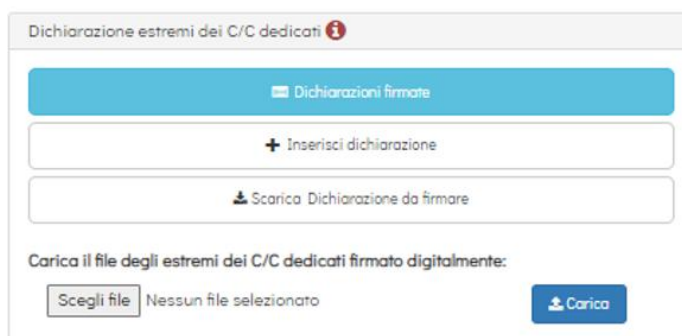 Dichiarazione estremi dei C/C dedicati
Dichiarazioni firmate
Inserisci dichiarazione
Scarica Dichiarazione da firmare
Carica il file degli estremi dei C/C dedicati firmato digitalmente:
Scegli file Nessun file selezionato
Carica